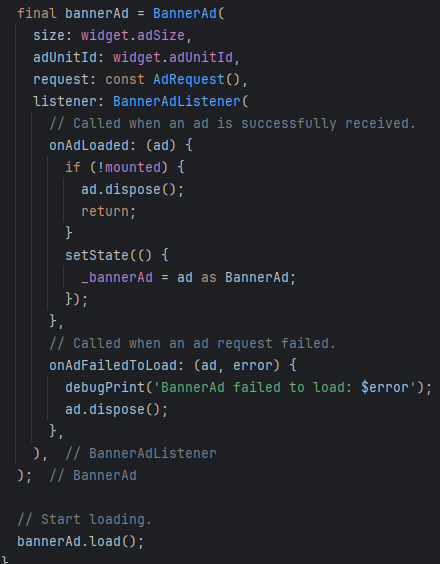 final bannerAd = BannerAd(
  size: widget.adSize,
  adUnitId: widget.adUnitId,
  request: const AdRequest(),
  listener: BannerAdListener(
    // Called when an ad is successfully received.
    onAdLoaded: (ad) {
      if (!mounted) {
        ad.dispose();
        return;
      }
      setState(() {
        _bannerAd = ad as BannerAd;
      });
    },
    // Called when an ad request failed.
    onAdFailedToLoad: (ad, error) {
      debugPrint('BannerAd failed to load: $error');
      ad.dispose();
    },
  ),  // BannerAdListener
);  // BannerAd

// Start loading.
bannerAd.load();
}